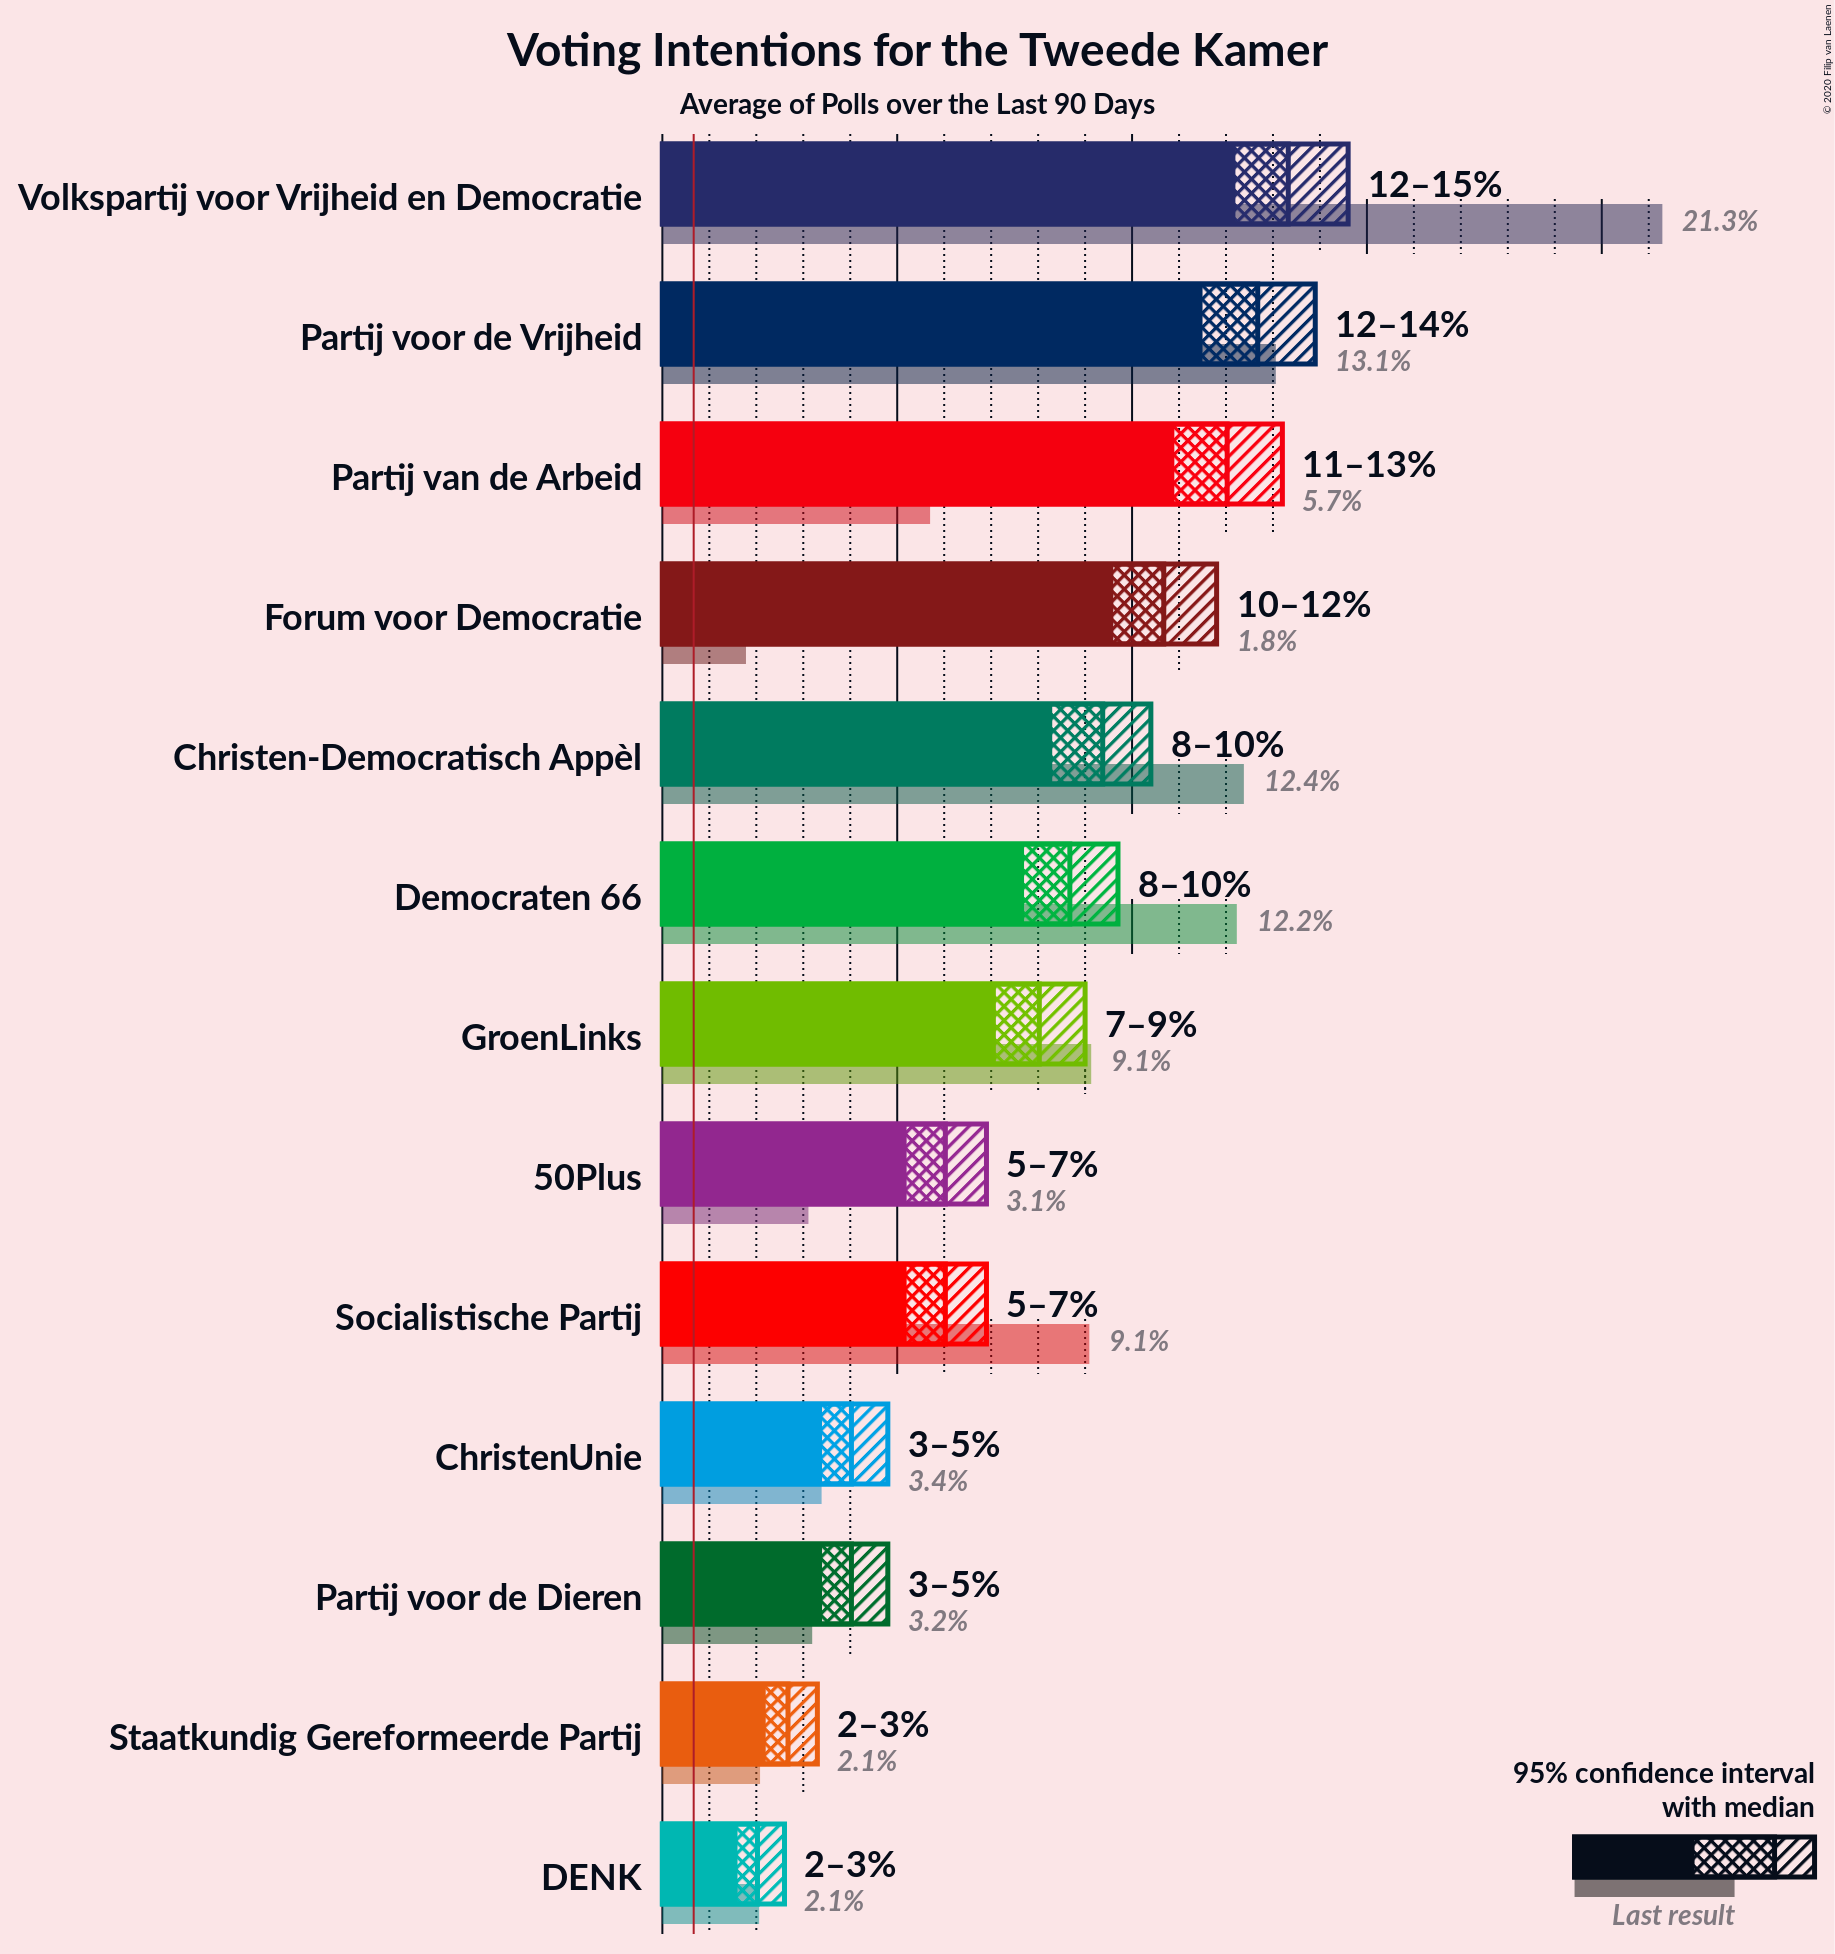 © 2020 Filip van Laenen
Voting Intentions for the Tweede Kamer
Average of Polls over the Last 90 Days
Volkspartij voor Vrijheid en Democratie
12–15%
21.3%
Partij voor de Vrijheid
12–14%
13.1%
Partij van de Arbeid
11–13%
5.7%
Forum voor Democratie
10–12%
1.8%
Christen-Democratisch Appèl
8–10%
12.4%
Democraten 66
8–10%
12.2%
GroenLinks
7–9%
9.1%
50Plus
5–7%
3.1%
Socialistische Partij
5–7%
9.1%
ChristenUnie
3–5%
3.4%
Partij voor de Dieren
3–5%
3.2%
Staatkundig Gereformeerde Partij
2–3%
2.1%
DENK
2–3%
2.1%
95% confidence interval
with median
Last result